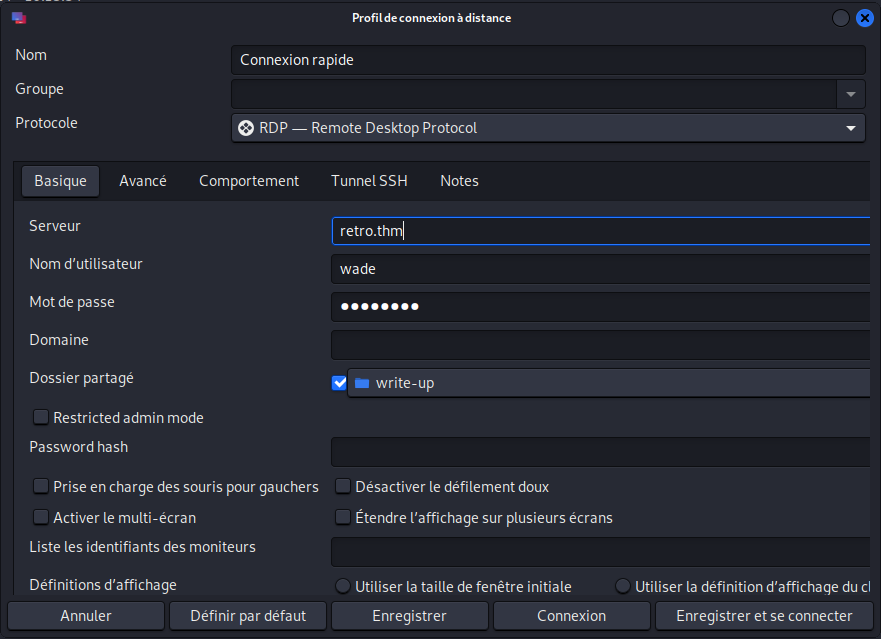 Profil de connexion à distance
Nom
Connexion rapide
Groupe
Protocole
RDP — Remote Desktop Protocol
Basique Avancé Comportement Tunnel SSH Notes
Serveur
retro.thm
Nom d’utilisateur
wade
Mot de passe
●●●●●●●●
Domaine
Dossier partagé
write-up
Restricted admin mode
Password hash
Prise en charge des souris pour gauchers Désactiver le défilement doux
Activer le multi-écran Étendre l’affichage sur plusieurs écrans
Liste les identifiants des moniteurs
Définitions d’affichage Utiliser la taille de fenêtre initiale Utiliser la définition d’affichage du
Annuler Définir par défaut Enregistrer Connexion Enregistrer et se connecter